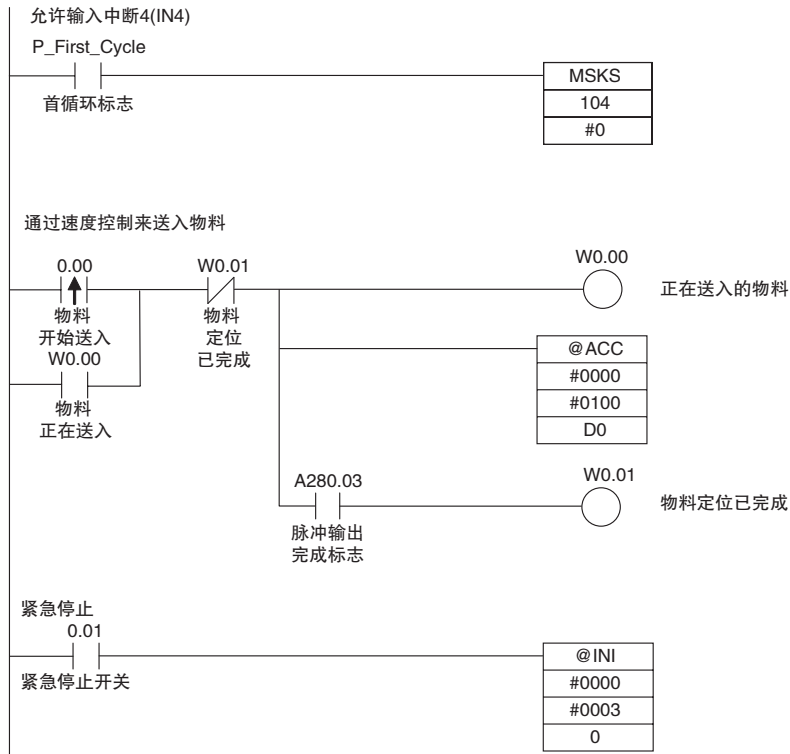 允许输入中断4(IN4)
P_First_Cycle
首循环标志
MSKS
104
#0
通过速度控制来送入物料
0.00
物料
开始送入
W0.00
物料
正在送入
W0.01
物料
定位
已完成
W0.00
正在送入的物料
@ACC
#0000
#0100
D0
A280.03
脉冲输出
完成标志
W0.01
物料定位已完成
紧急停止
0.01
紧急停止开关
@INI
#0000
#0003
0